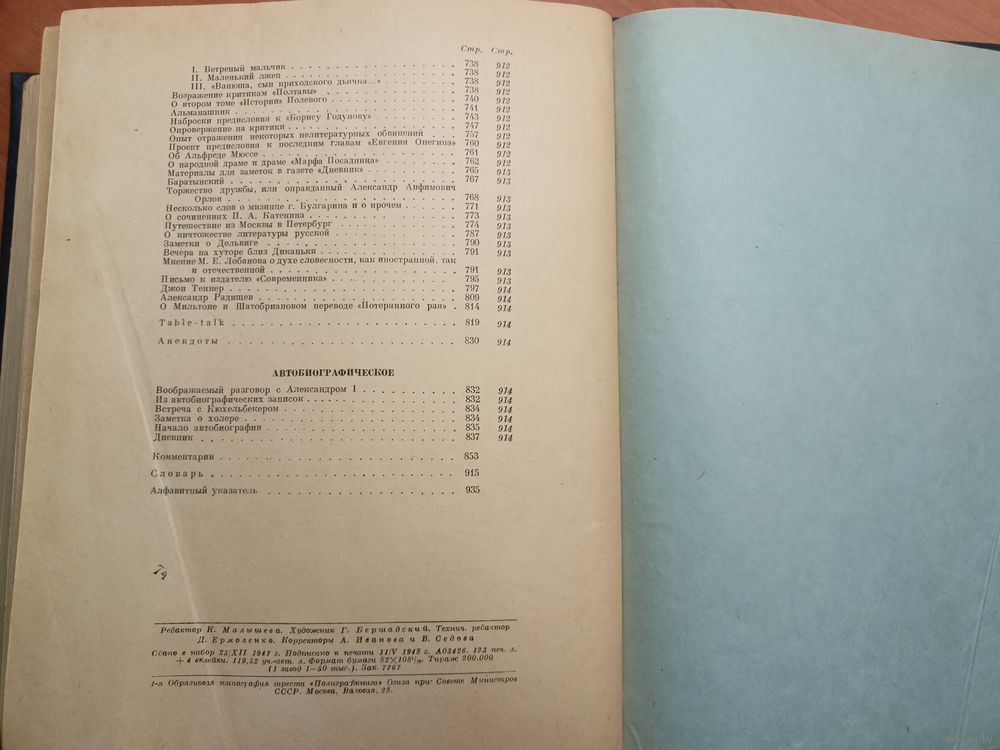 Стр. Стр.
I. Ветреный мальчик . . . 738 912
II. Маленький лжец . . . 738 912
III. «Ванюша, сын приходского дьячка...» . . . 738 912
Возражение критикам «Полтавы» . . . 738 912
О втором томе «Истории» Полевого . . . 740 912
Альманашник . . . 741 912
Наброски предисловия к «Борису Годунову» . . . 743 912
Опровержение на критики . . . 747 912
Опыт отражения некоторых нелитературных обвинений . . . 757 912
Проект предисловия к последним главам «Евгения Онегина» 760 912
Об Альфреде Мюссе . . . 761 912
О народной драме и драме «Марфа Посадница» . . . 762 912
Материалы для заметок в газете «Дневник» . . . 765 913
Баратынский . . . 767 913
Торжество дружбы, или оправданный Александр Анфимович
Орлов . . . 768 913
Несколько слов о мизинце г. Булгарина и о прочем . . . 771 913
О сочинениях П. А. Катенина . . . 773 913
Путешествие из Москвы в Петербург . . . 774 913
О ничтожестве литературы русской . . . 787 913
Заметки о Дельвиге . . . 790 913
Вечера на хуторе близ Диканьки . . . 791 913
Мнение М. Е. Лобанова о духе словесности, как иностранной, так
и отечественной . . . 791 913
Письмо к издателю «Современника» . . . 795 913
Джон Теннер . . . 797 914
Александр Радищев . . . 809 914
О Мильтоне и Шатобриановом переводе «Потерянного рая» . 814 914
Table-talk . . . 819 914
Анекдоты . . . 830 914
АВТОБИОГРАФИЧЕСКОЕ
Воображаемый разговор с Александром I . . . 832 914
Из автобиографических записок . . . 832 914
Встреча с Кюхельбекером . . . 834 914
Заметка о холере . . . 834 914
Начало автобиографии . . . 835 914
Дневник . . . 837 914
Комментарии . . . 853
Словарь . . . 915
Алфавитный указатель . . . 935
Редактор К. Малышева. Художник Г. Бершадский. Технич. редактор
Д. Ермоленко. Корректоры А. Иванова и В. Седова
Сдано в набор 25/XII 1947 г. Подписано к печати 11/V 1948 г. А03426. 123 печ. л.
+ 4 вклейки. 119,52 уч.-авт. л. Формат бумаги 82×108 1/16. Тираж 200.000
(1 завод 1—50 тыс.). Зак. 7767
1-я Образцовая типография треста «Полиграфкнига» Огиза при Совете Министров
СССР. Москва, Валовая, 28.